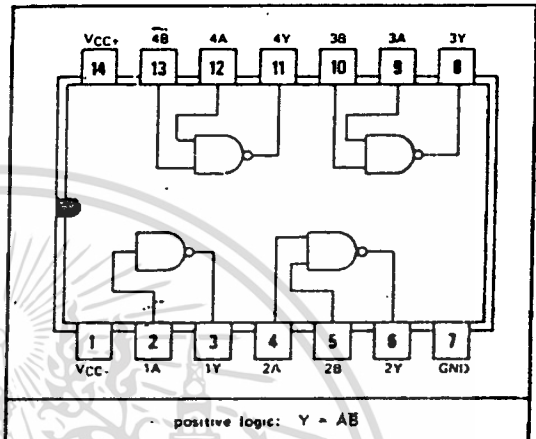 VCC+ 4B 4A 4Y 3B 3A 3Y
14 13 12 11 10 9 8
1 2 3 4 5 6 7
VCC- 1A 1Y 2A 2B 2Y GND
positive logic: Y = AB̅